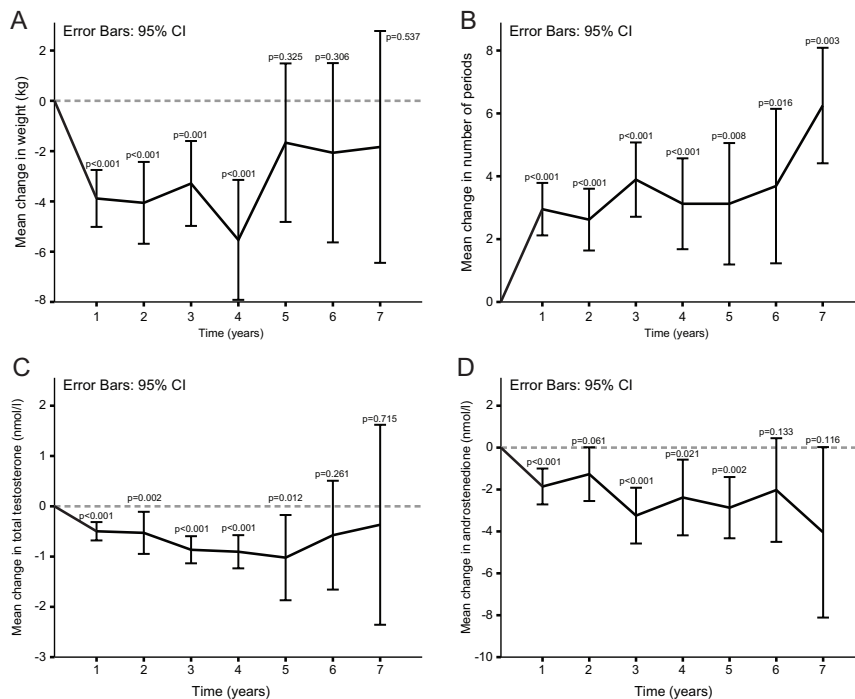 A
Error Bars: 95% CI
Mean change in weight (kg)
2
0
-2
-4
-6
-8
p<0.001
p<0.001
p=0.001
p<0.001
p=0.325
p=0.306
p=0.537
1 2 3 4 5 6 7
Time (years)
B
Error Bars: 95% CI
Mean change in number of periods
8
6
4
2
0
p<0.001
p<0.001
p<0.001
p<0.001
p=0.008
p=0.016
p=0.003
1 2 3 4 5 6 7
Time (years)
C
Error Bars: 95% CI
Mean change in total testosterone (nmol/l)
2
1
0
-1
-2
-3
p<0.001
p=0.002
p<0.001
p<0.001
p=0.012
p=0.261
p=0.715
1 2 3 4 5 6 7
Time (years)
D
Error Bars: 95% CI
Mean change in androstenedione (nmol/l)
2
0
-2
-4
-6
-8
-10
p<0.001
p=0.061
p<0.001
p=0.021
p=0.002
p=0.133
p=0.116
1 2 3 4 5 6 7
Time (years)